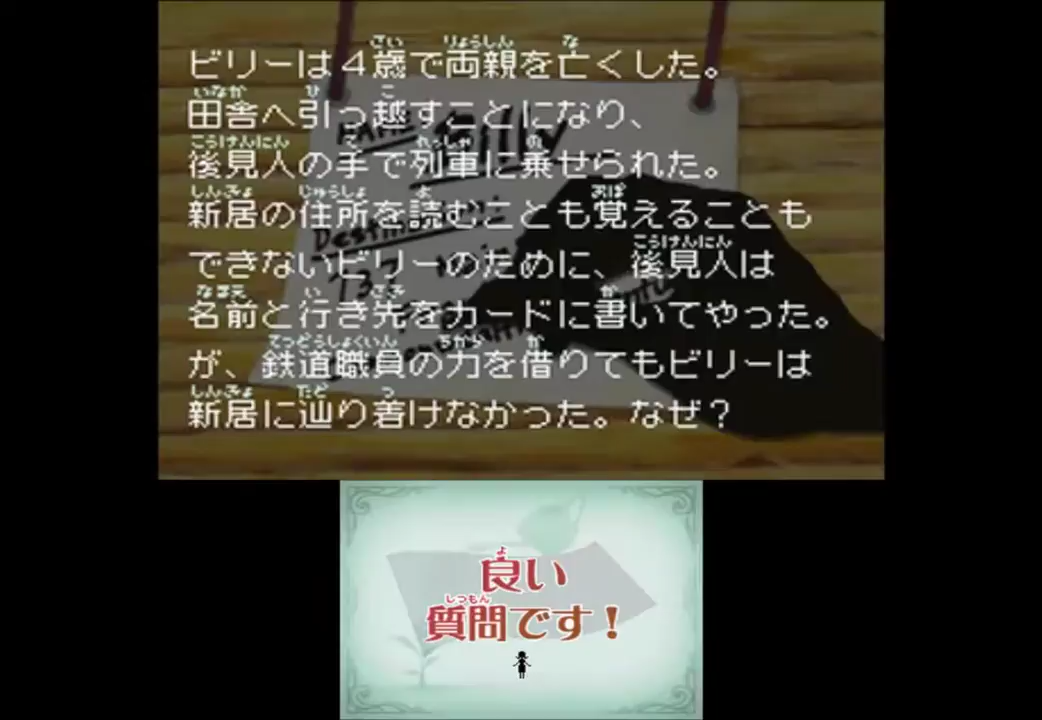 ビリーは４歳で両親を亡くした。
田舎へ引っ越すことになり、
後見人の手で列車に乗せられた。
新居の住所を読むことも覚えることも
できないビリーのために、後見人は
名前と行き先をカードに書いてやった。
が、鉄道職員の力を借りてもビリーは
新居に辿り着けなかった。なぜ？
NAME Billy
737 Main
良い
質問です！